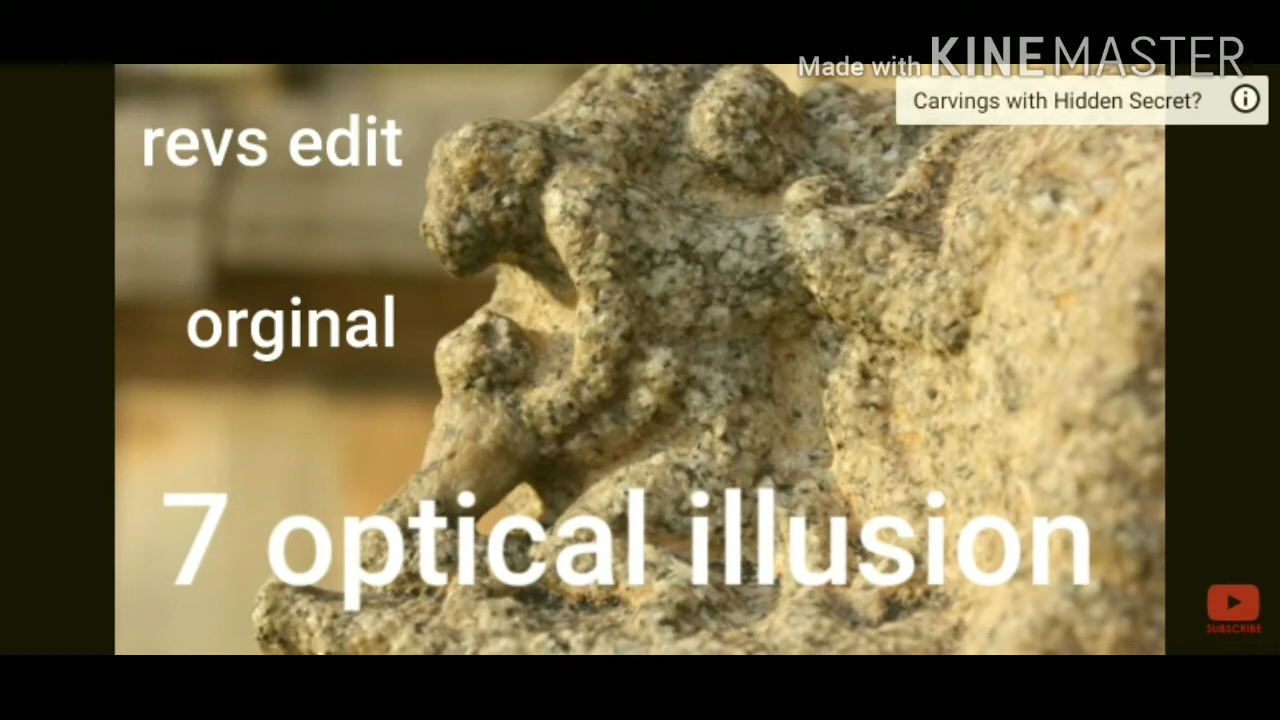 Made with KINEMASTER
Carvings with Hidden Secret?
revs edit
orginal
7 optical illusion
SUBSCRIBE